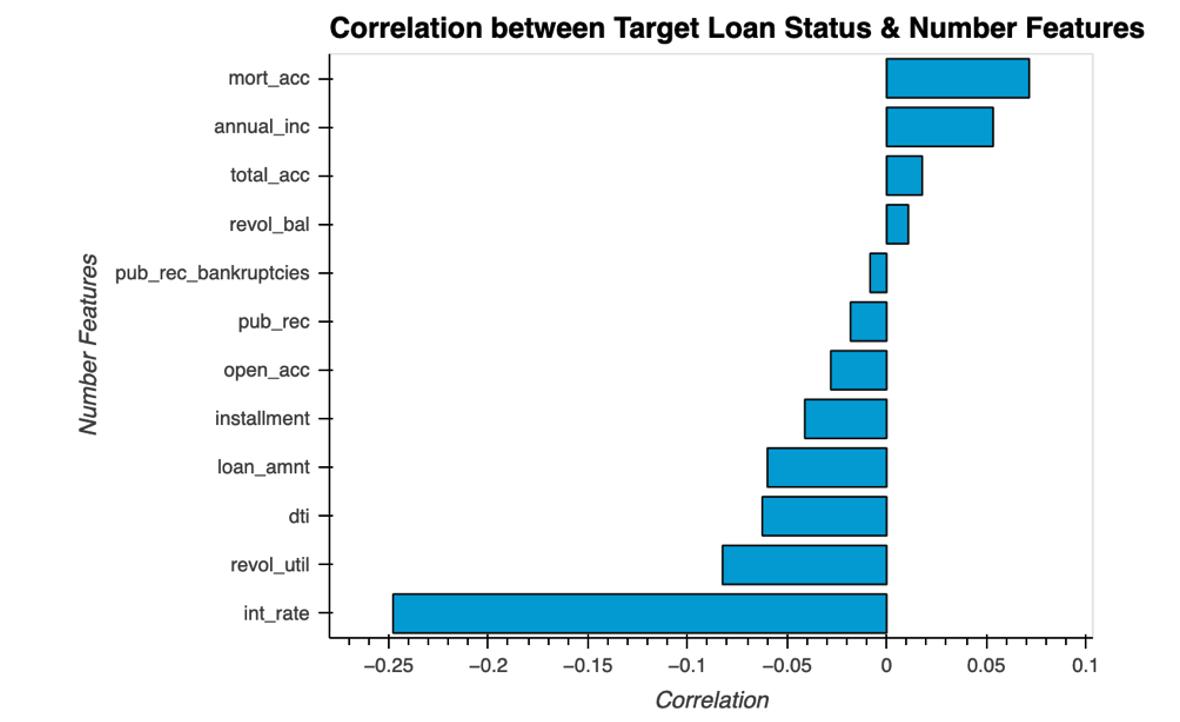 Correlation between Target Loan Status & Number Features
mort_acc
annual_inc
total_acc
revol_bal
pub_rec_bankruptcies
pub_rec
open_acc
installment
loan_amnt
dti
revol_util
int_rate
Number Features
−0.25 −0.2 −0.15 −0.1 −0.05 0 0.05 0.1
Correlation